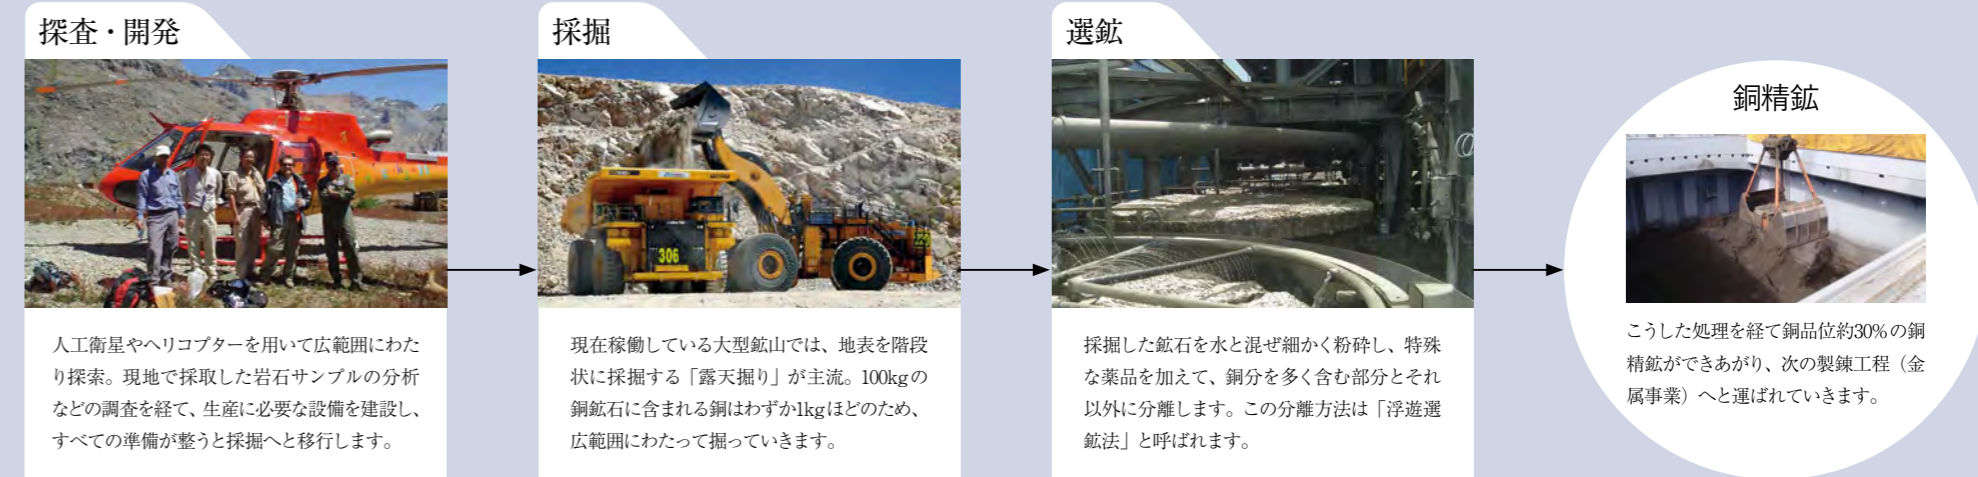 探査・開発
人工衛星やヘリコプターを用いて広範囲にわた
り探索。現地で採取した岩石サンプルの分析
などの調査を経て、生産に必要な設備を建設し、
すべての準備が整うと採掘へと移行します。
採掘
306
現在稼働している大型鉱山では、地表を階段
状に採掘する「露天掘り」が主流。100kgの
銅鉱石に含まれる銅はわずか1kgほどのため、
広範囲にわたって掘っていきます。
選鉱
採掘した鉱石を水と混ぜ細かく粉砕し、特殊
な薬品を加えて、銅分を多く含む部分とそれ
以外に分離します。この分離方法は「浮遊選
鉱法」と呼ばれます。
銅精鉱
こうした処理を経て銅品位約30%の銅
精鉱ができあがり、次の製錬工程（金
属事業）へと運ばれていきます。